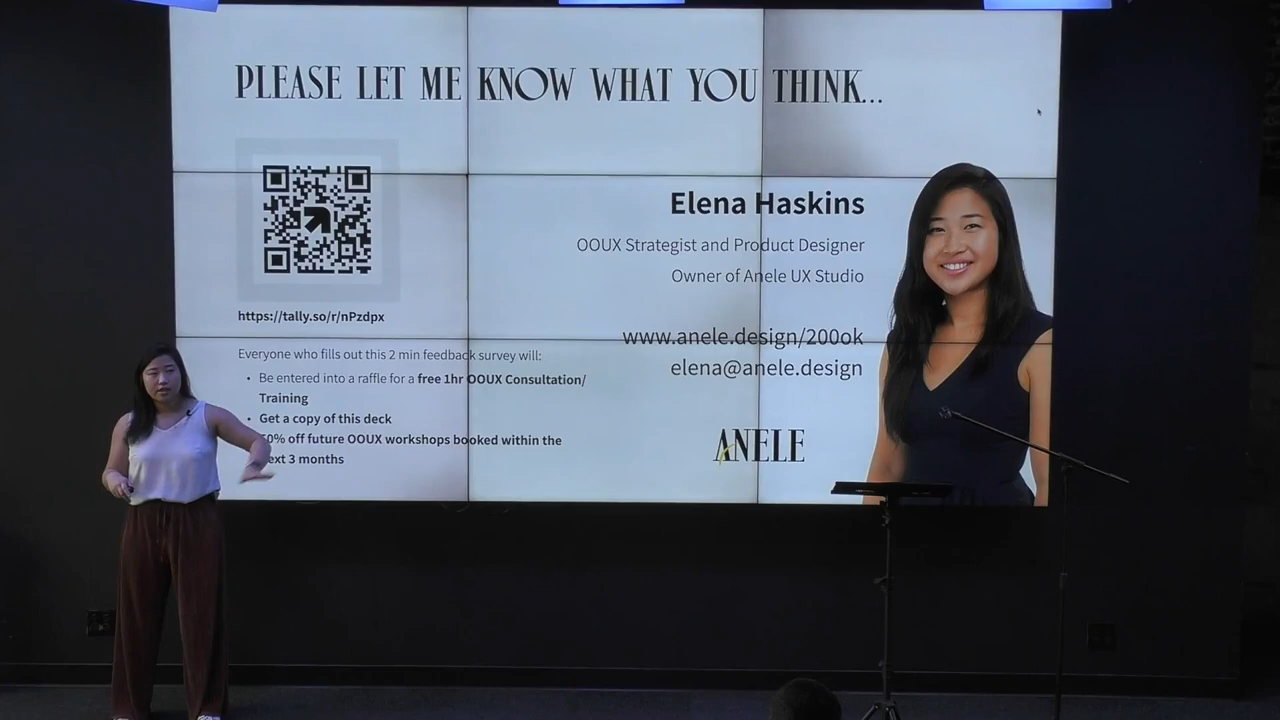 PLEASE LET ME KNOW WHAT YOU THINK...
https://tally.so/r/nPzdpx
Everyone who fills out this 2 min feedback survey will:
• Be entered into a raffle for a free 1hr OOUX Consultation/
Training
• Get a copy of this deck
off future OOUX workshops booked within the
3 months
Elena Haskins
OOUX Strategist and Product Designer
Owner of Anele UX Studio
www.anele.design/200ok
elena@anele.design
ANELE